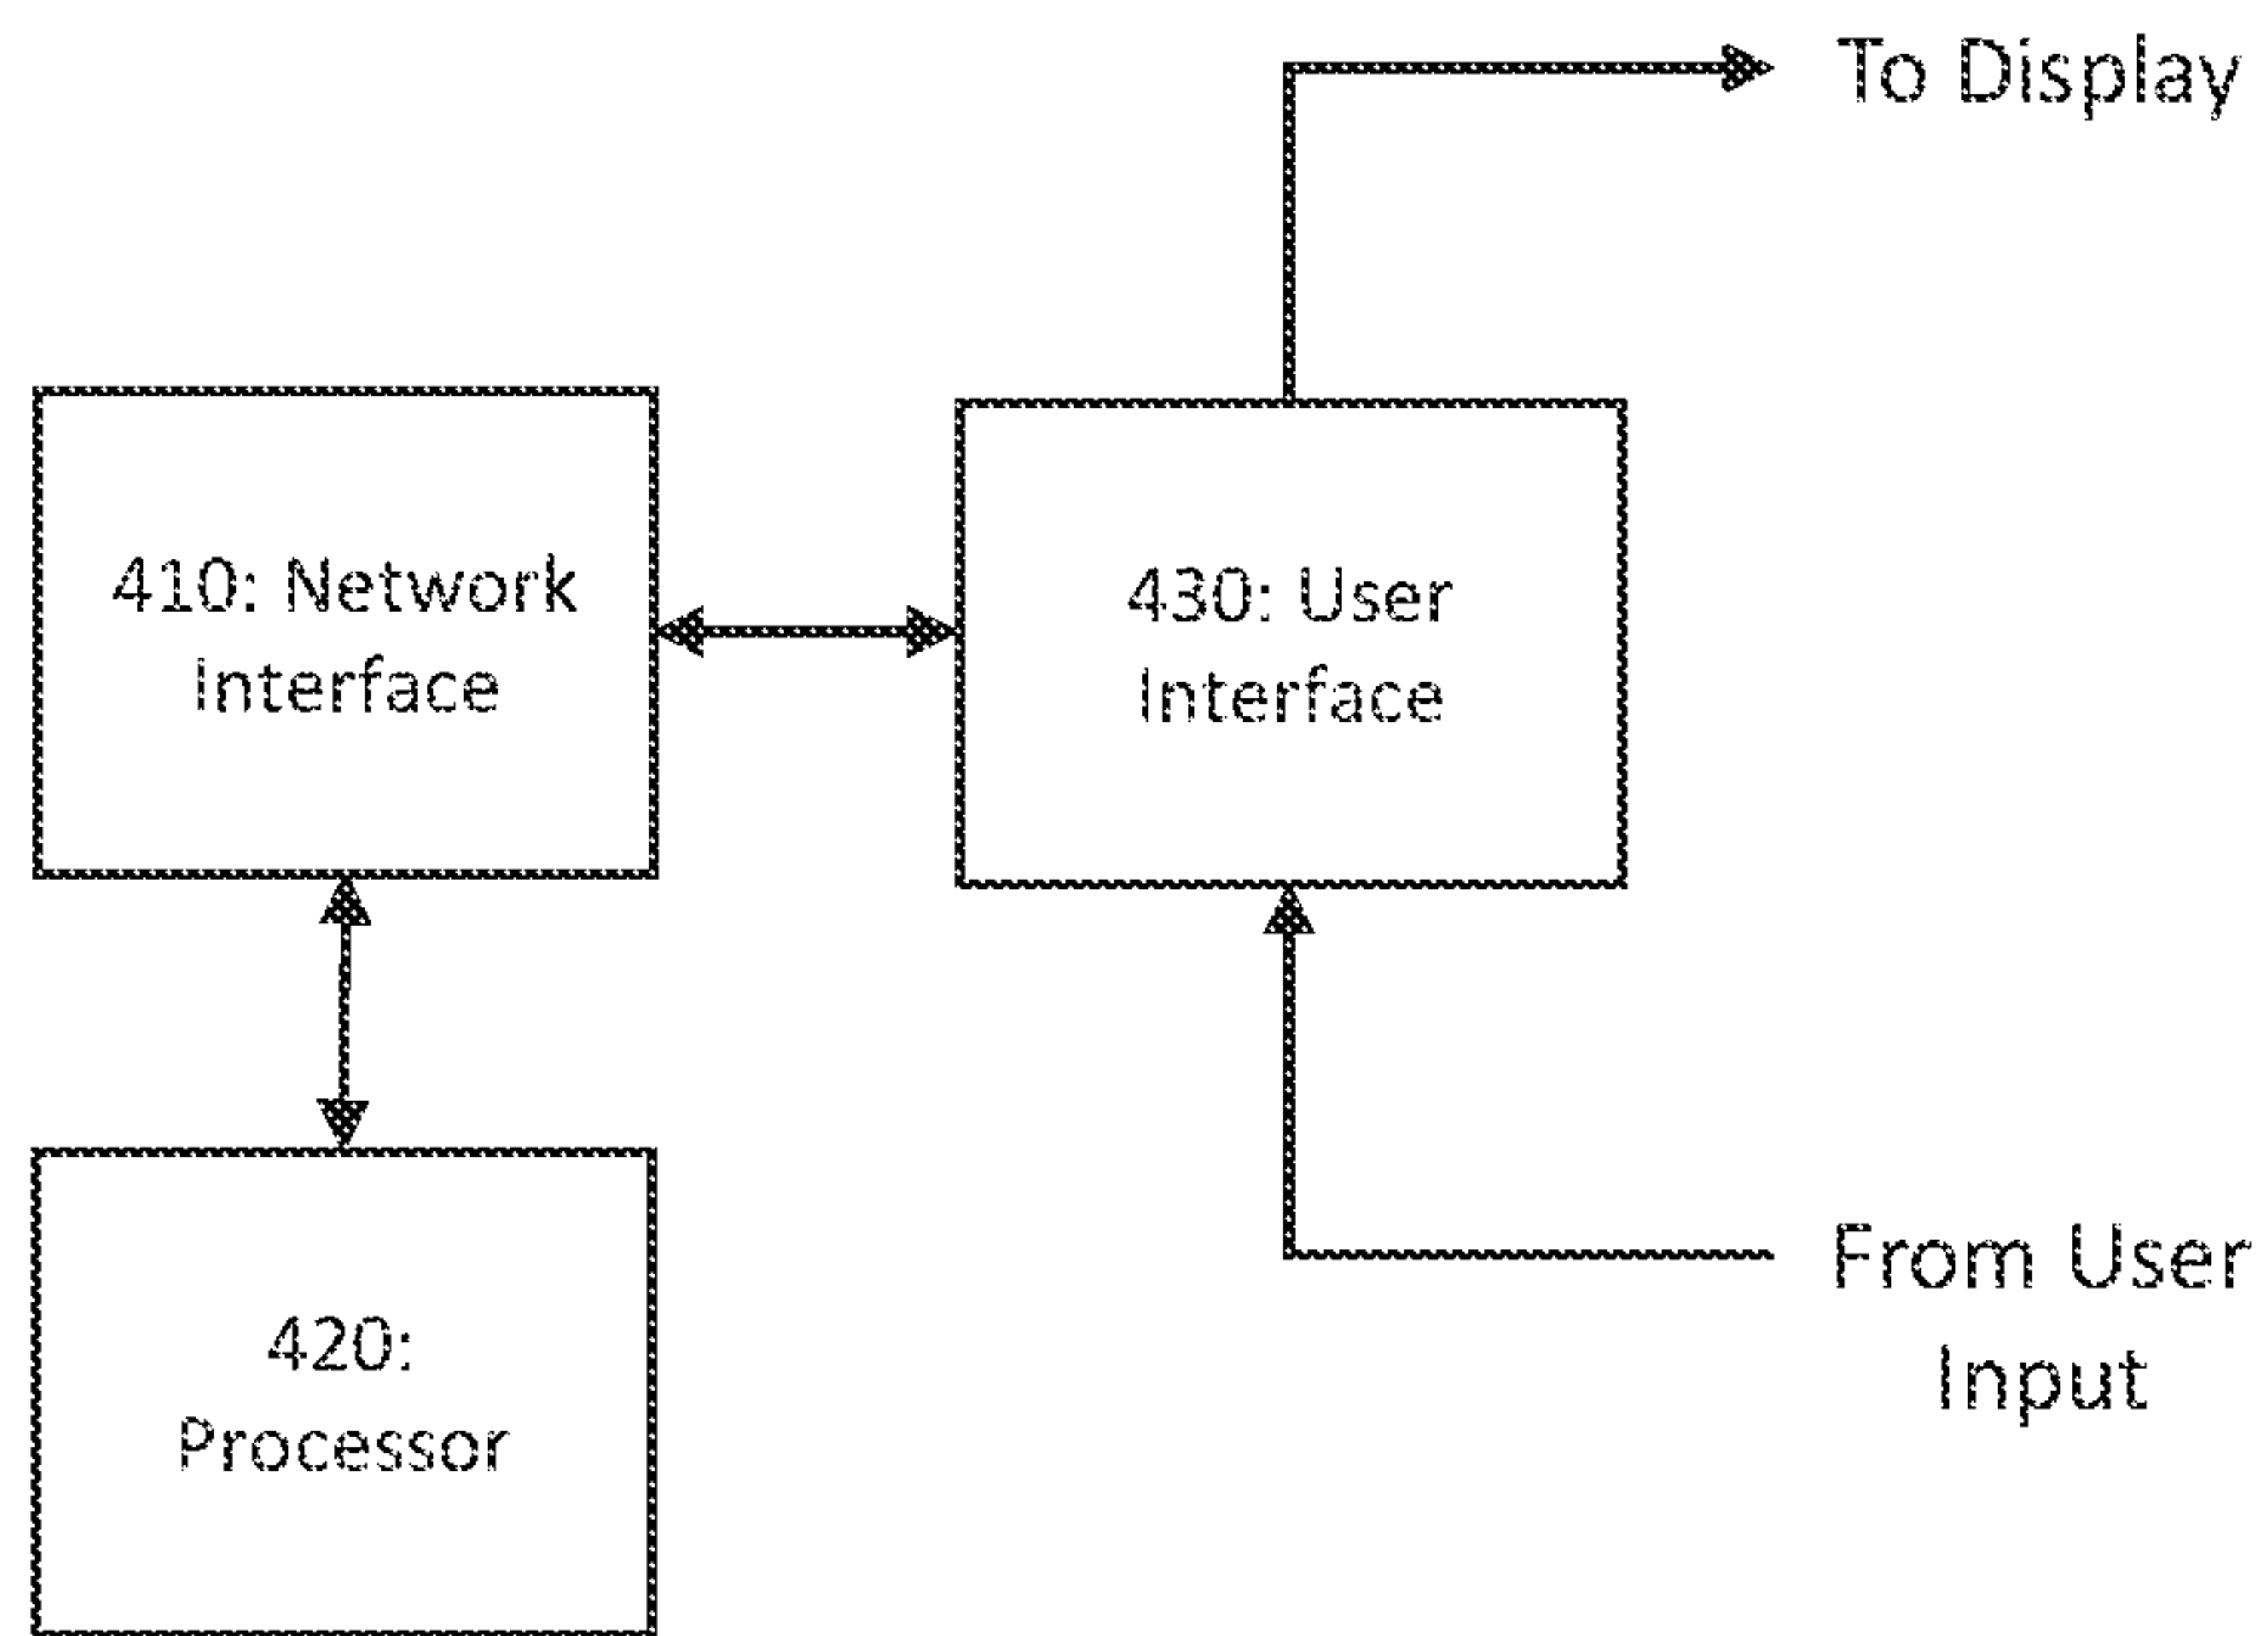 To Display
410: Network
Interface
430: User
Interface
420:
Processor
From User
Input